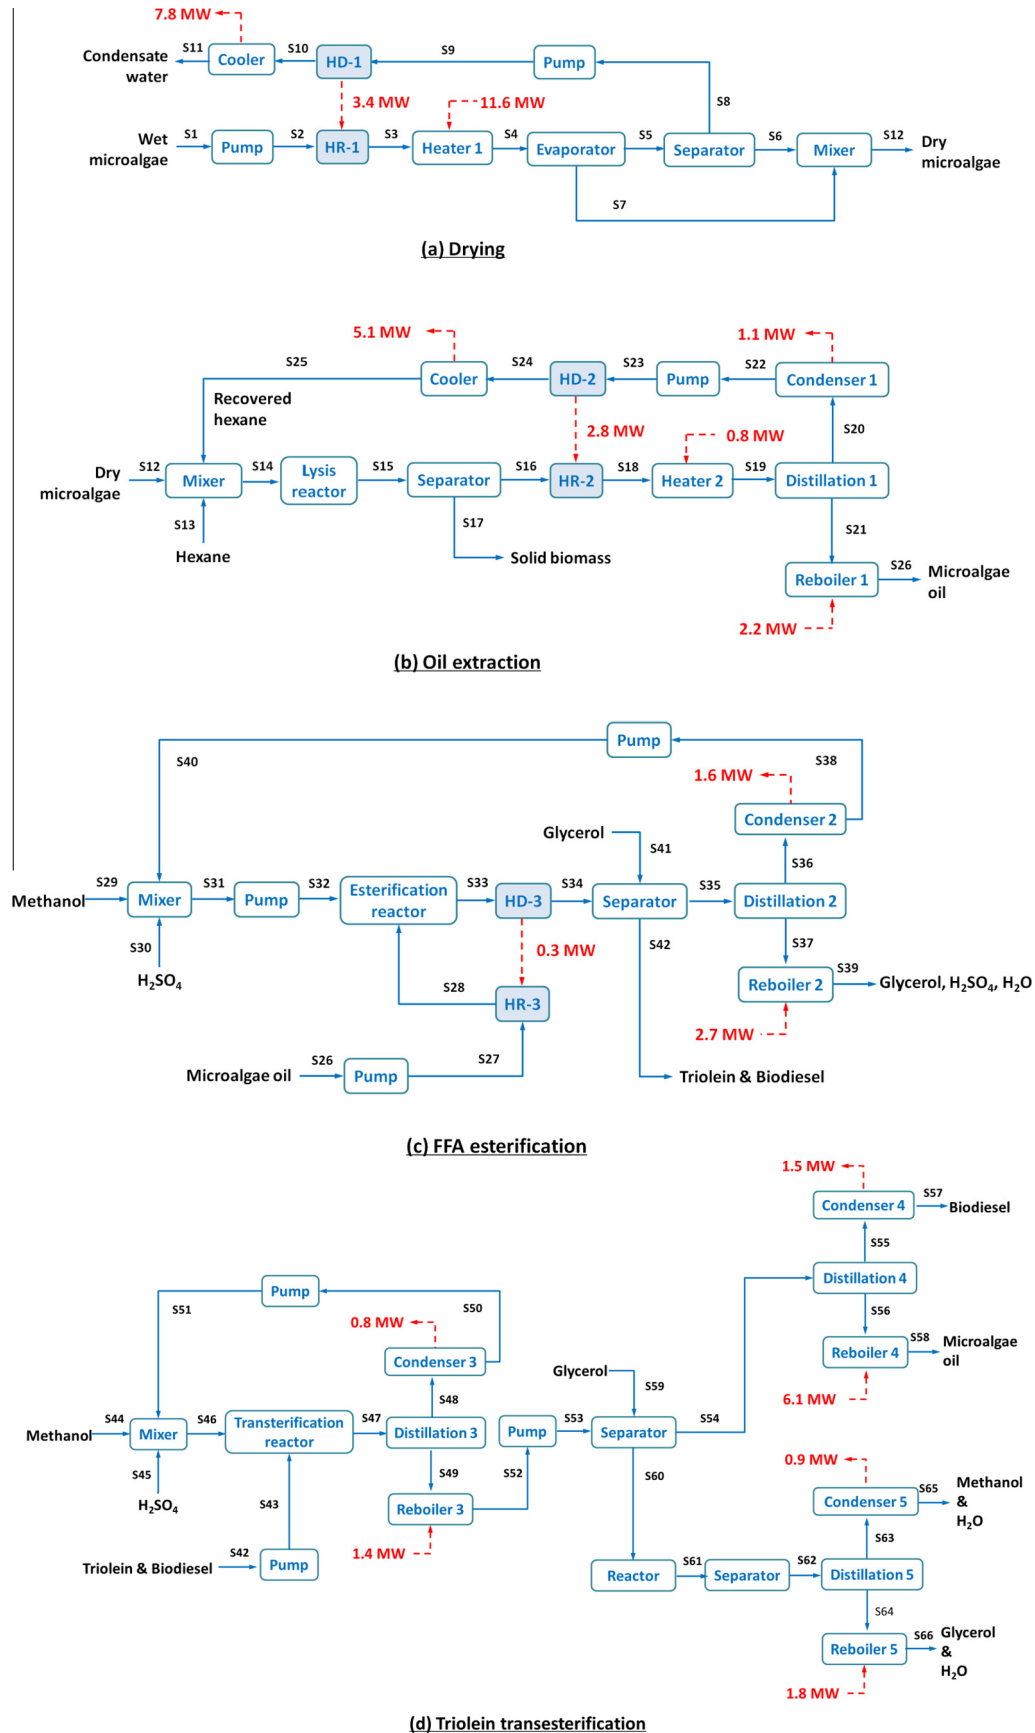 7.8 MW
S11
S10
S9
Condensate
water
Cooler
HD-1
Pump
3.4 MW
11.6 MW
S8
Wet
microalgae
S1
Pump
S2
HR-1
S3
Heater 1
S4
Evaporator
S5
Separator
S6
Mixer
S12
Dry
microalgae
S7
(a) Drying
5.1 MW
1.1 MW
S25
Cooler
S24
HD-2
S23
Pump
S22
Condenser 1
Recovered
hexane
2.8 MW
0.8 MW
S20
Dry
microalgae
S12
Mixer
S14
Lysis
reactor
S15
Separator
S16
HR-2
S18
Heater 2
S19
Distillation 1
S13
S17
S21
Hexane
Solid biomass
Reboiler 1
S26
Microalgae
oil
2.2 MW
(b) Oil extraction
Pump
S40
S38
1.6 MW
Condenser 2
Glycerol
S41
S36
Methanol
S29
Mixer
S31
Pump
S32
Esterification
reactor
S33
HD-3
S34
Separator
S35
Distillation 2
S30
S42
S37
0.3 MW
H₂SO₄
S28
HR-3
Reboiler 2
S39
Glycerol, H₂SO₄, H₂O
2.7 MW
Microalgae oil
S26
Pump
S27
Triolein & Biodiesel
(c) FFA esterification
1.5 MW
Condenser 4
S57
Biodiesel
S55
Pump
S51
S50
Distillation 4
0.8 MW
S56
Condenser 3
Reboiler 4
S58
Microalgae
oil
Glycerol
S59
6.1 MW
S48
Methanol
S44
Mixer
S46
Transterification
reactor
S47
Distillation 3
Pump
S53
Separator
S54
S45
S49
S52
S60
0.9 MW
H₂SO₄
S43
Reboiler 3
Condenser 5
S65
Methanol
&
H₂O
1.4 MW
S63
Triolein & Biodiesel
S42
Pump
Reactor
S61
Separator
S62
Distillation 5
S64
Reboiler 5
S66
Glycerol
&
H₂O
1.8 MW
(d) Triolein transesterification